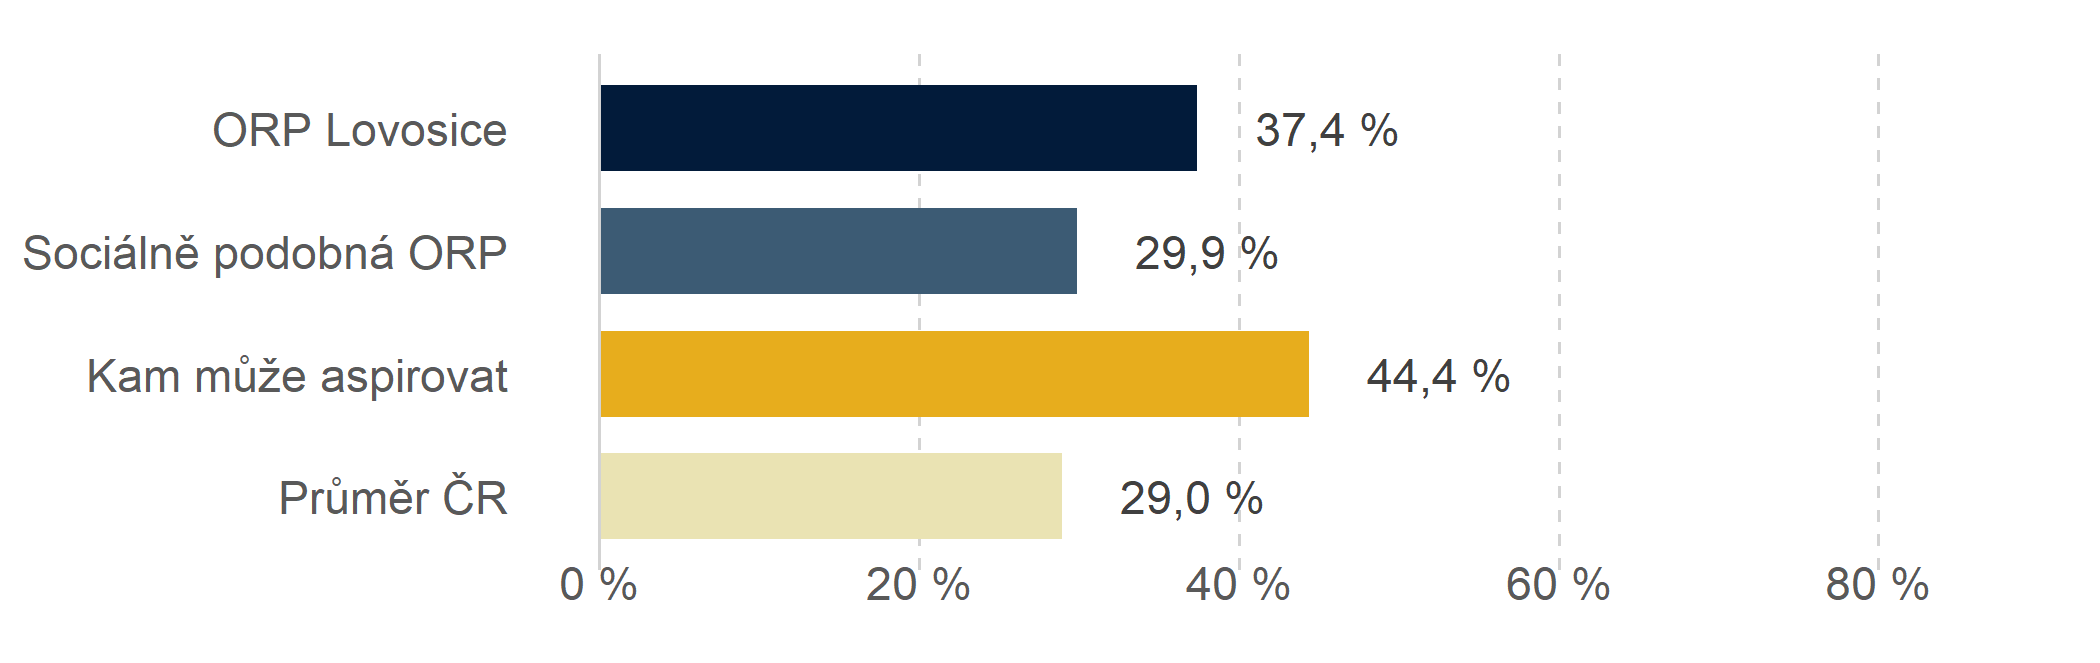 ORP Lovosice 37,4 %
Sociálně podobná ORP 29,9 %
Kam může aspirovat 44,4 %
Průměr ČR 29,0 %
0 % 20 % 40 % 60 % 80 %